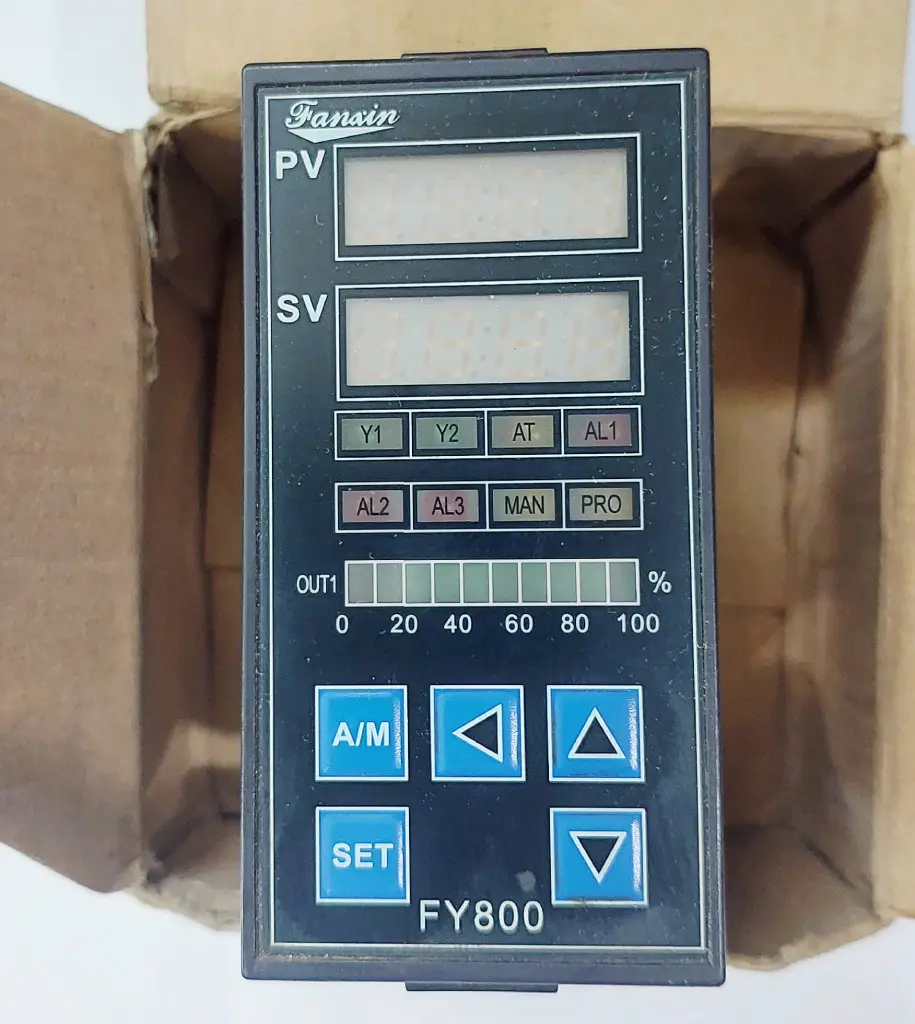 Fanxin
PV
SV
Y1 Y2 AT AL1
AL2 AL3 MAN PRO
OUT1 %
0 20 40 60 80 100
A/M
SET
FY800